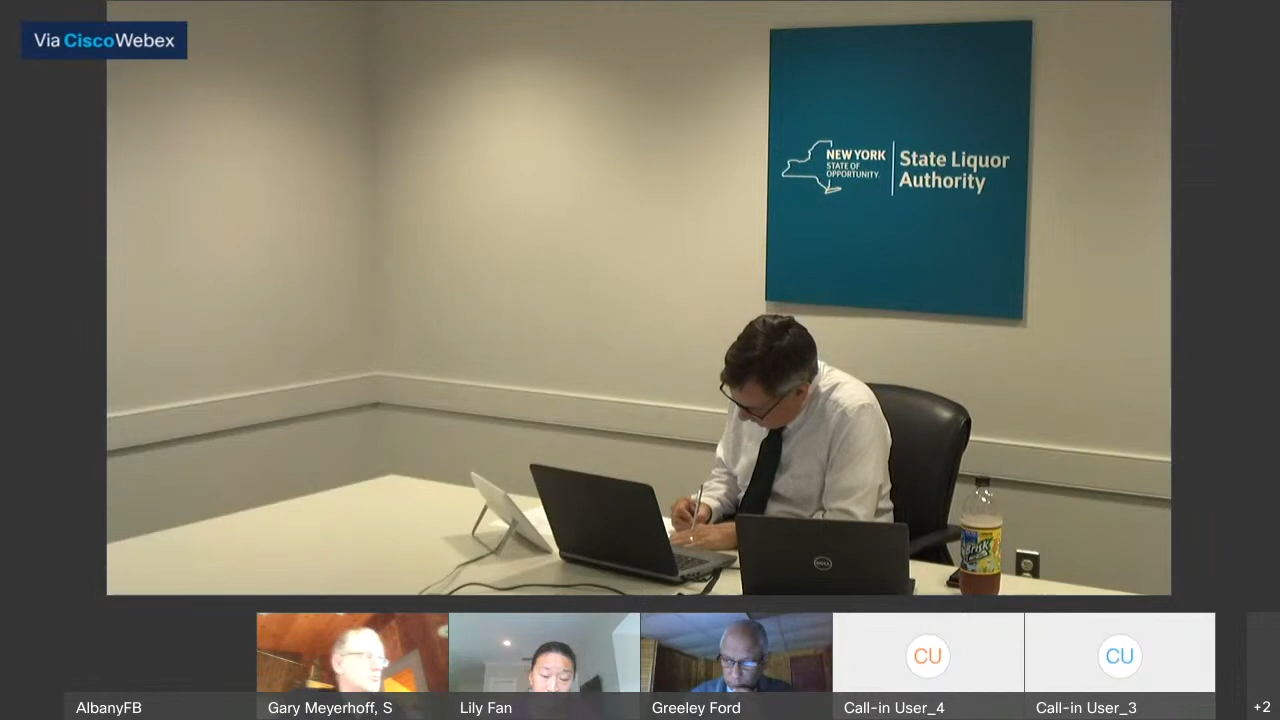 Via CiscoWebex
NEW YORK
STATE OF
OPPORTUNITY.
State Liquor
Authority
DELL
Brisk
CU
CU
AlbanyFB
Gary Meyerhoff, S
Lily Fan
Greeley Ford
Call-in User_4
Call-in User_3
+2